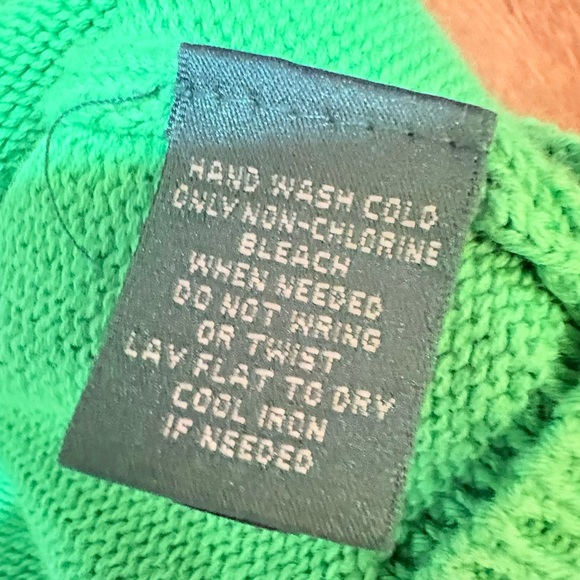 HAND WASH COLD
ONLY NON-CHLORINE
BLEACH
WHEN NEEDED
DO NOT WRING
OR TWIST
LAY FLAT TO DRY
COOL IRON
IF NEEDED